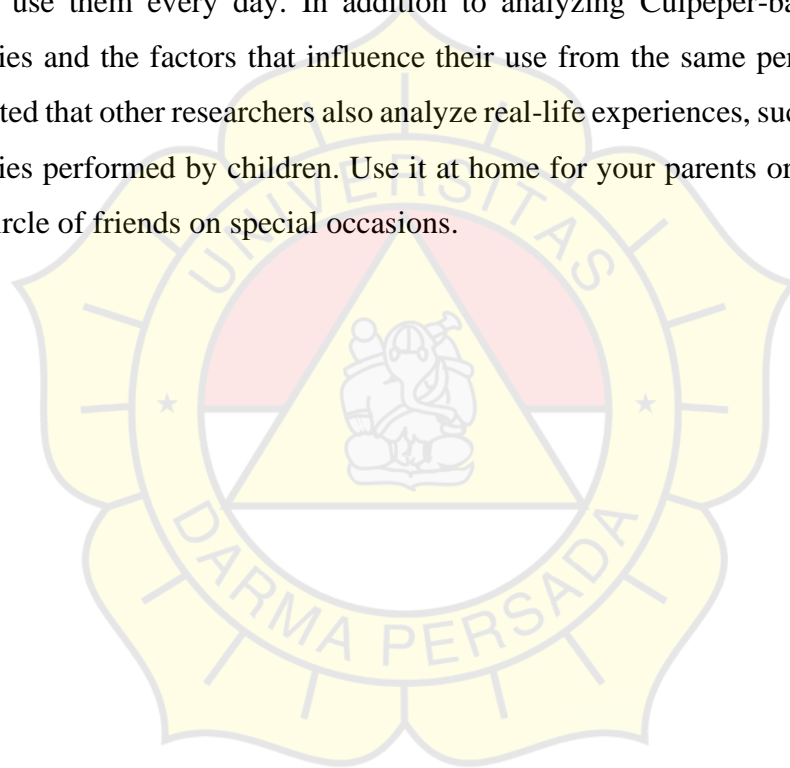 use them every day. In addition to analyzing Culpeper-ba
ies and the factors that influence their use from the same per
ted that other researchers also analyze real-life experiences, suc
ies performed by children. Use it at home for your parents or
ircle of friends on special occasions.
UNIVERSITAS
DARMA PERSADA